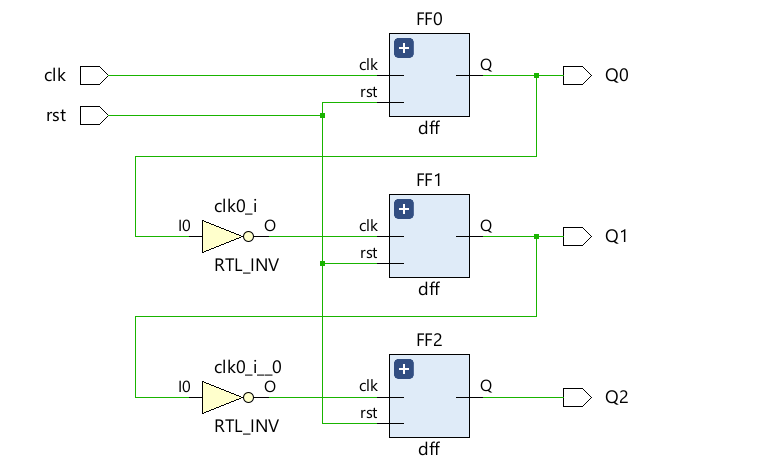 FF0
clk
clk
Q
Q0
rst
rst
dff
FF1
clk0_i
I0
O
clk
Q
Q1
rst
RTL_INV
dff
FF2
clk0_i__0
I0
O
clk
Q
Q2
rst
RTL_INV
dff